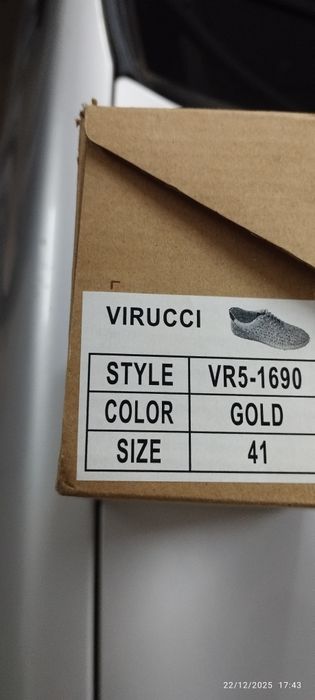 VIRUCCI
STYLE VR5-1690
COLOR GOLD
SIZE 41
22/12/2025 17:43